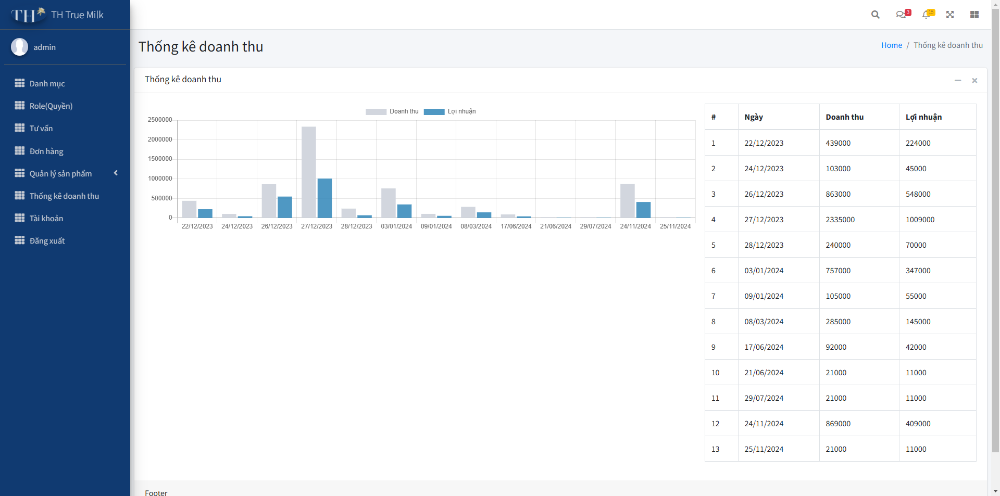 TH TH True Milk
3
15
admin
Thống kê doanh thu
Home / Thống kê doanh thu
Danh mục
Role(Quyền)
Tư vấn
Đơn hàng
Quản lý sản phẩm
Thống kê doanh thu
Tài khoản
Đăng xuất
Thống kê doanh thu
Doanh thu Lợi nhuận
2500000
2000000
1500000
1000000
500000
0
22/12/2023 24/12/2023 26/12/2023 27/12/2023 28/12/2023 03/01/2024 09/01/2024 08/03/2024 17/06/2024 21/06/2024 29/07/2024 24/11/2024 25/11/2024
# Ngày Doanh thu Lợi nhuận
1 22/12/2023 439000 224000
2 24/12/2023 103000 45000
3 26/12/2023 863000 548000
4 27/12/2023 2335000 1009000
5 28/12/2023 240000 70000
6 03/01/2024 757000 347000
7 09/01/2024 105000 55000
8 08/03/2024 285000 145000
9 17/06/2024 92000 42000
10 21/06/2024 21000 11000
11 29/07/2024 21000 11000
12 24/11/2024 869000 409000
13 25/11/2024 21000 11000
Footer